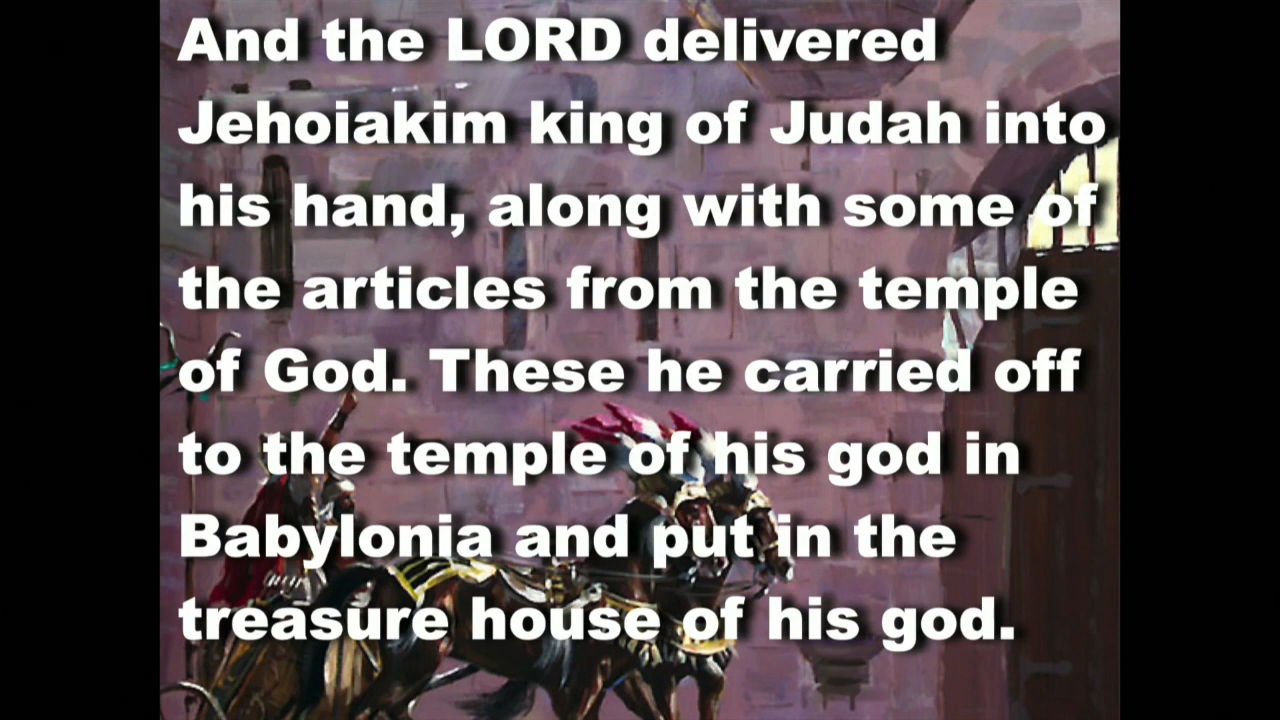 And the LORD delivered
Jehoiakim king of Judah into
his hand, along with some of
the articles from the temple
of God. These he carried off
to the temple of his god in
Babylonia and put in the
treasure house of his god.